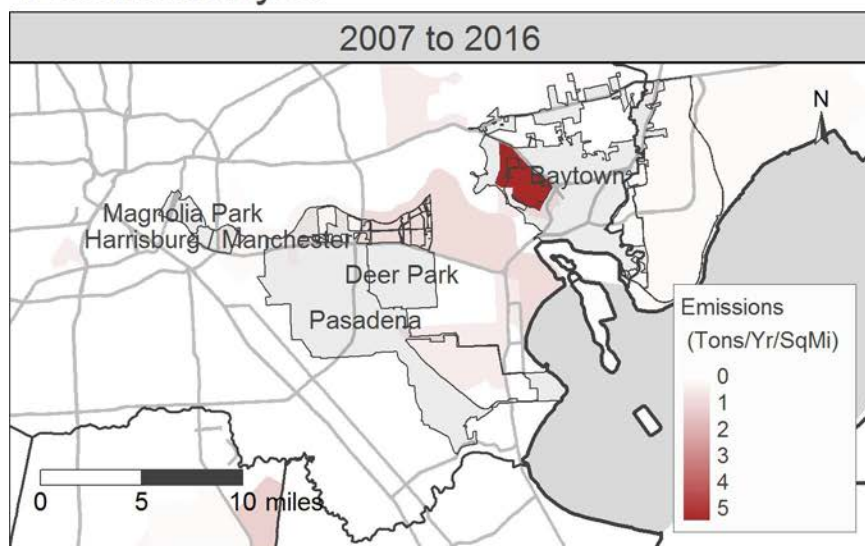 2007 to 2016
N
Baytown
Magnolia Park
Harrisburg / Manchester
Deer Park
Pasadena
Emissions
(Tons/Yr/SqMi)
0
1
2
3
4
5
0 5 10 miles